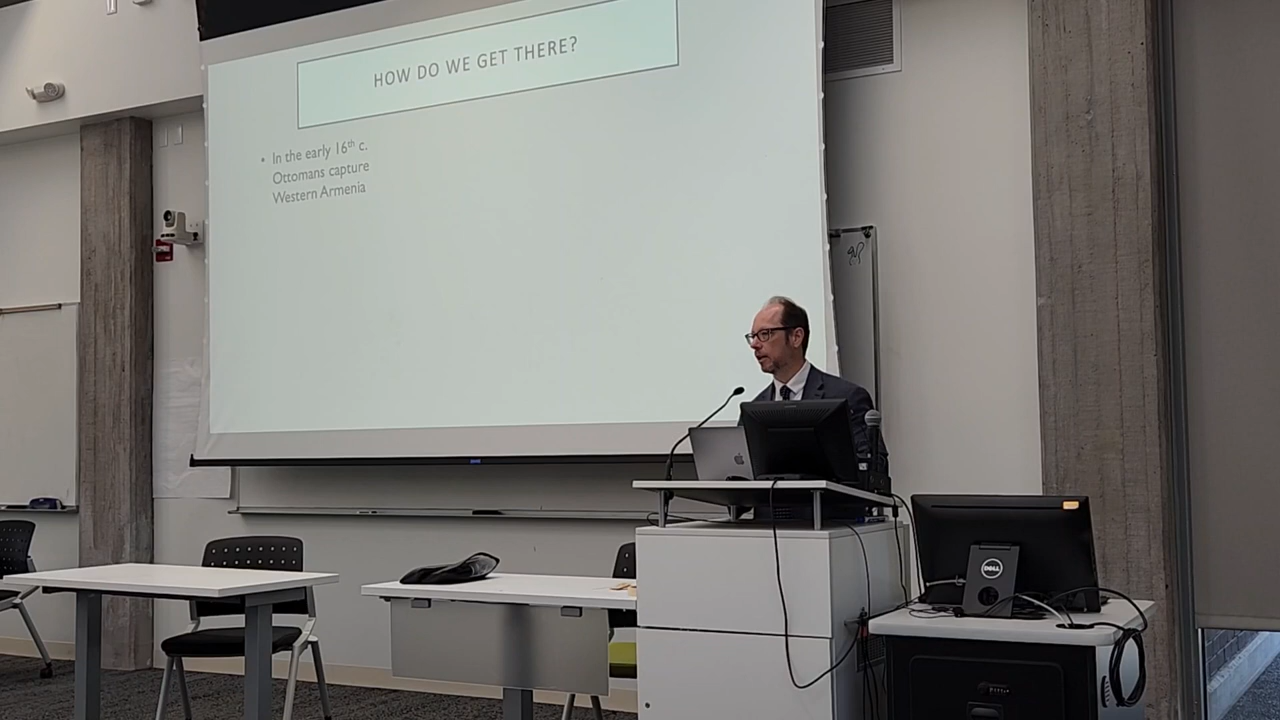 HOW DO WE GET THERE?
• In the early 16th c.
Ottomans capture
Western Armenia
DELL